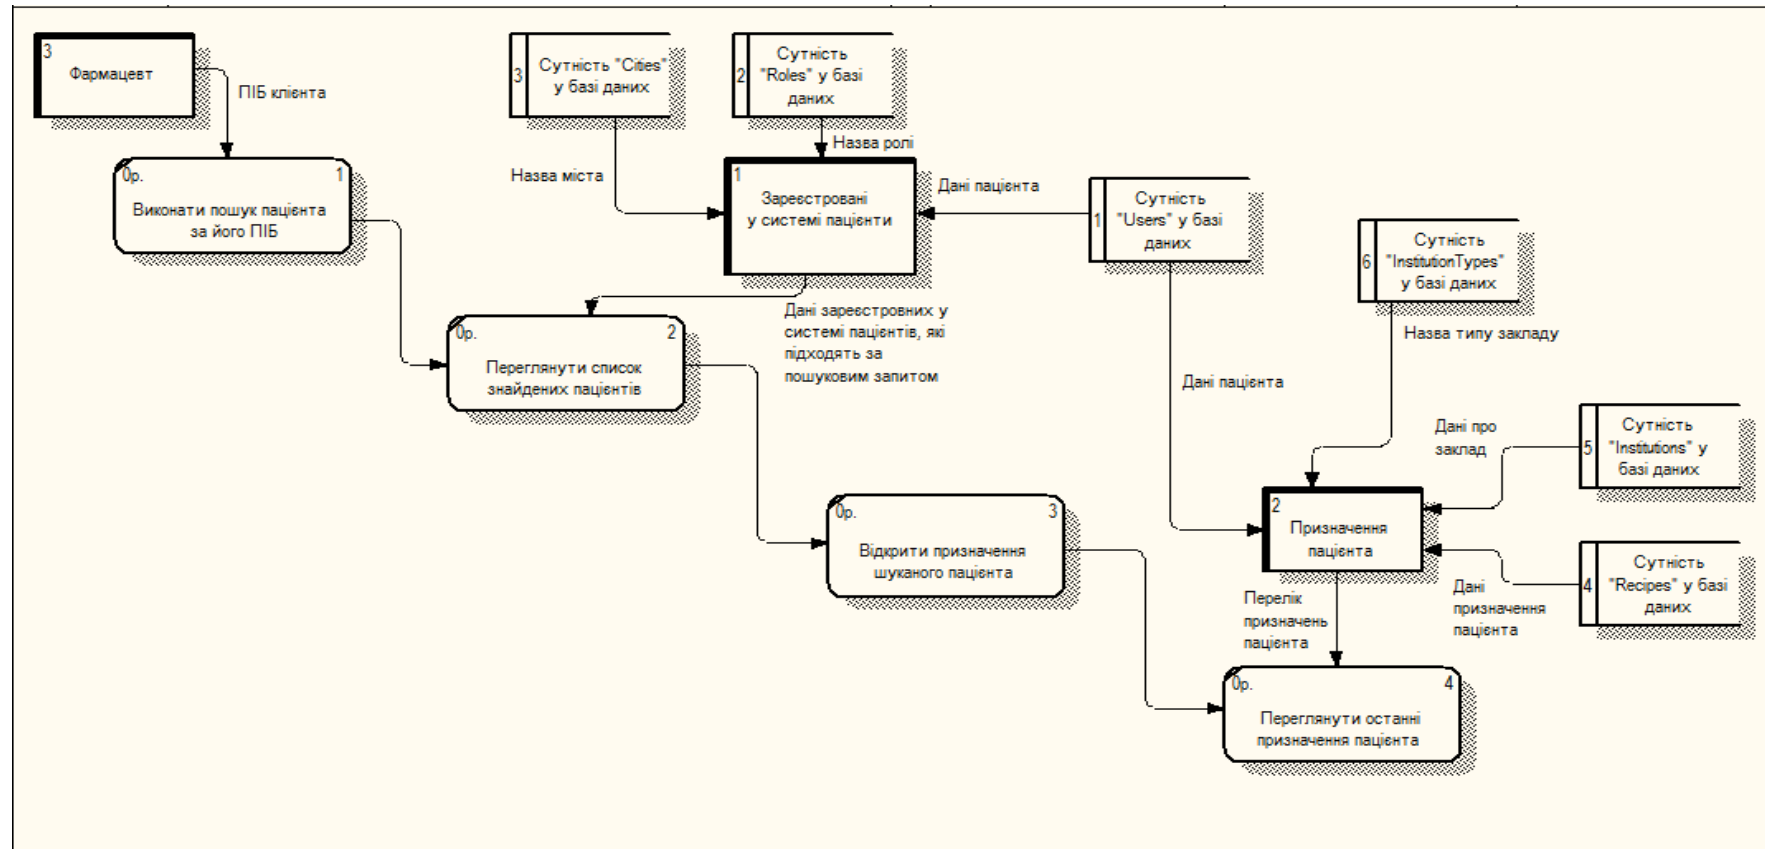 3
Фармацевт
ПІБ клієнта
3
Сутність "Cities"
у базі даних
2
Сутність
"Roles" у базі
даних
Назва ролі
Назва міста
0р.
1
Виконати пошук пацієнта
за його ПІБ
1
Зареєстровані
у системі пацієнти
Дані пацієнта
1
Сутність
"Users" у базі
даних
6
Сутність
"InstitutionTypes"
у базі даних
Назва типу закладу
Дані зареєстровних у
системі пацієнтів, які
підходять за
пошуковим запитом
0р.
2
Переглянути список
знайдених пацієнтів
Дані пацієнта
Дані про
заклад
5
Сутність
"Institutions" у
базі даних
0р.
3
Відкрити призначення
шуканого пацієнта
2
Призначення
пацієнта
4
Сутність
"Recipes" у базі
даних
Дані
призначення
пацієнта
Перелік
призначень
пацієнта
0р.
4
Переглянути останні
призначення пацієнта